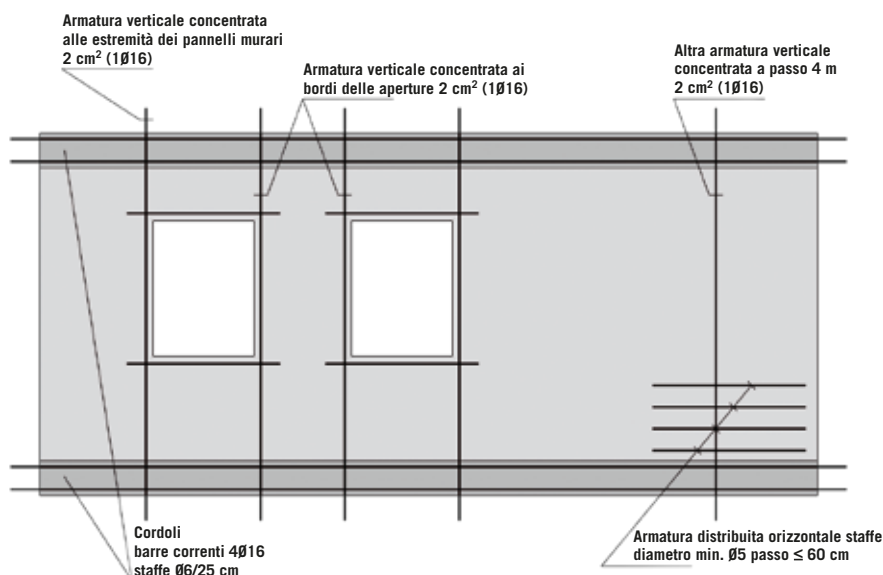 Armatura verticale concentrata
alle estremità dei pannelli murari
2 cm² (1Ø16)
Armatura verticale concentrata ai
bordi delle aperture 2 cm² (1Ø16)
Altra armatura verticale
concentrata a passo 4 m
2 cm² (1Ø16)
Cordoli
barre correnti 4Ø16
staffe Ø6/25 cm
Armatura distribuita orizzontale staffe
diametro min. Ø5 passo ≤ 60 cm